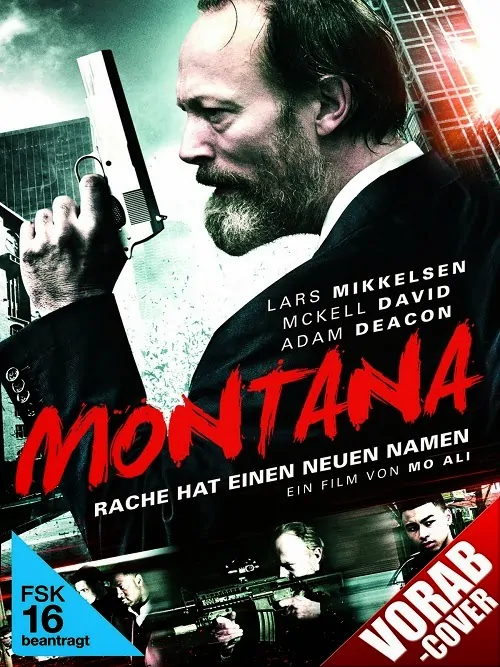 LARS MIKKELSEN
MCKELL DAVID
ADAM DEACON
MONTANA
RACHE HAT EINEN NEUEN NAMEN
EIN FILM VON MO ALI
FSK
16
beantragt
VORAB
-COVER